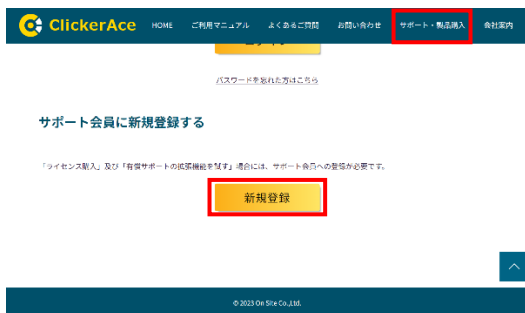 ClickerAce HOME ご利用マニュアル よくあるご質問 お問い合わせ サポート・製品購入 会社案内
パスワードを忘れた方はこちら
サポート会員に新規登録する
「ライセンス購入」及び「有償サポートの拡張機能を試す」場合には、サポート会員への登録が必要です。
新規登録
© 2023 On Site Co.,Ltd.